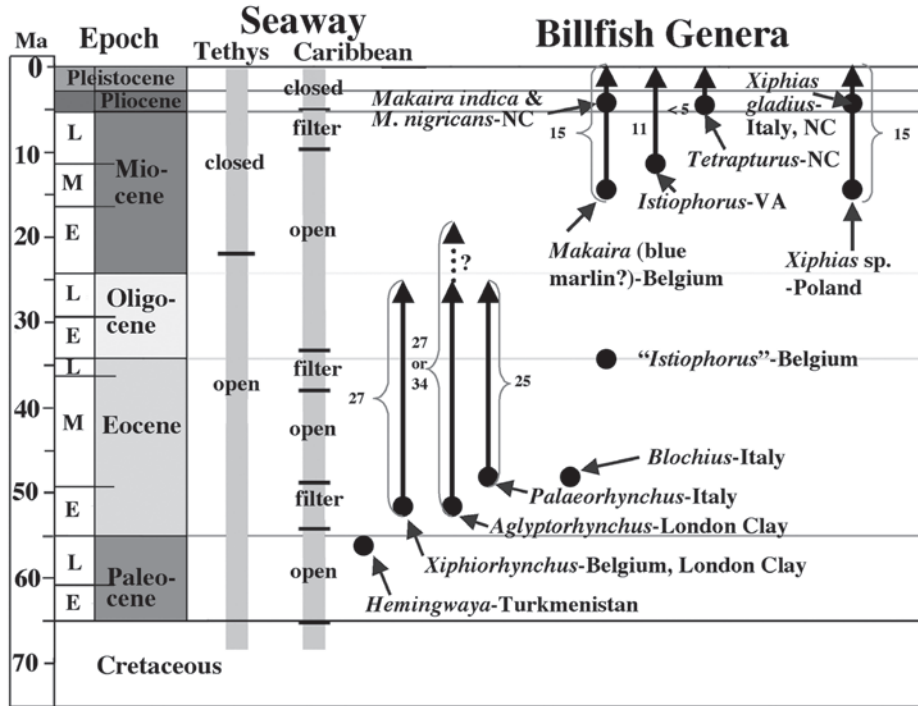 Seaway
Billfish Genera
Ma
Epoch
Tethys
Caribbean
0
Pleistocene
closed
Makaira indica &
M. nigricans-NC
Xiphias
gladius-
Italy, NC
Pliocene
<5
L
filter
15
11
15
10
closed
Tetrapturus-NC
M
Mio-
cene
Istiophorus-VA
20
E
open
?
Makaira (blue
marlin?)-Belgium
Xiphias sp.
-Poland
L
Oligo-
cene
30
E
27
or
34
L
filter
"Istiophorus"-Belgium
open
27
25
40
M
Eocene
open
Blochius-Italy
50
E
filter
Palaeorhynchus-Italy
Aglyptorhynchus-London Clay
L
Paleo-
cene
open
Xiphiorhynchus-Belgium, London Clay
60
E
Hemingwaya-Turkmenistan
70
Cretaceous